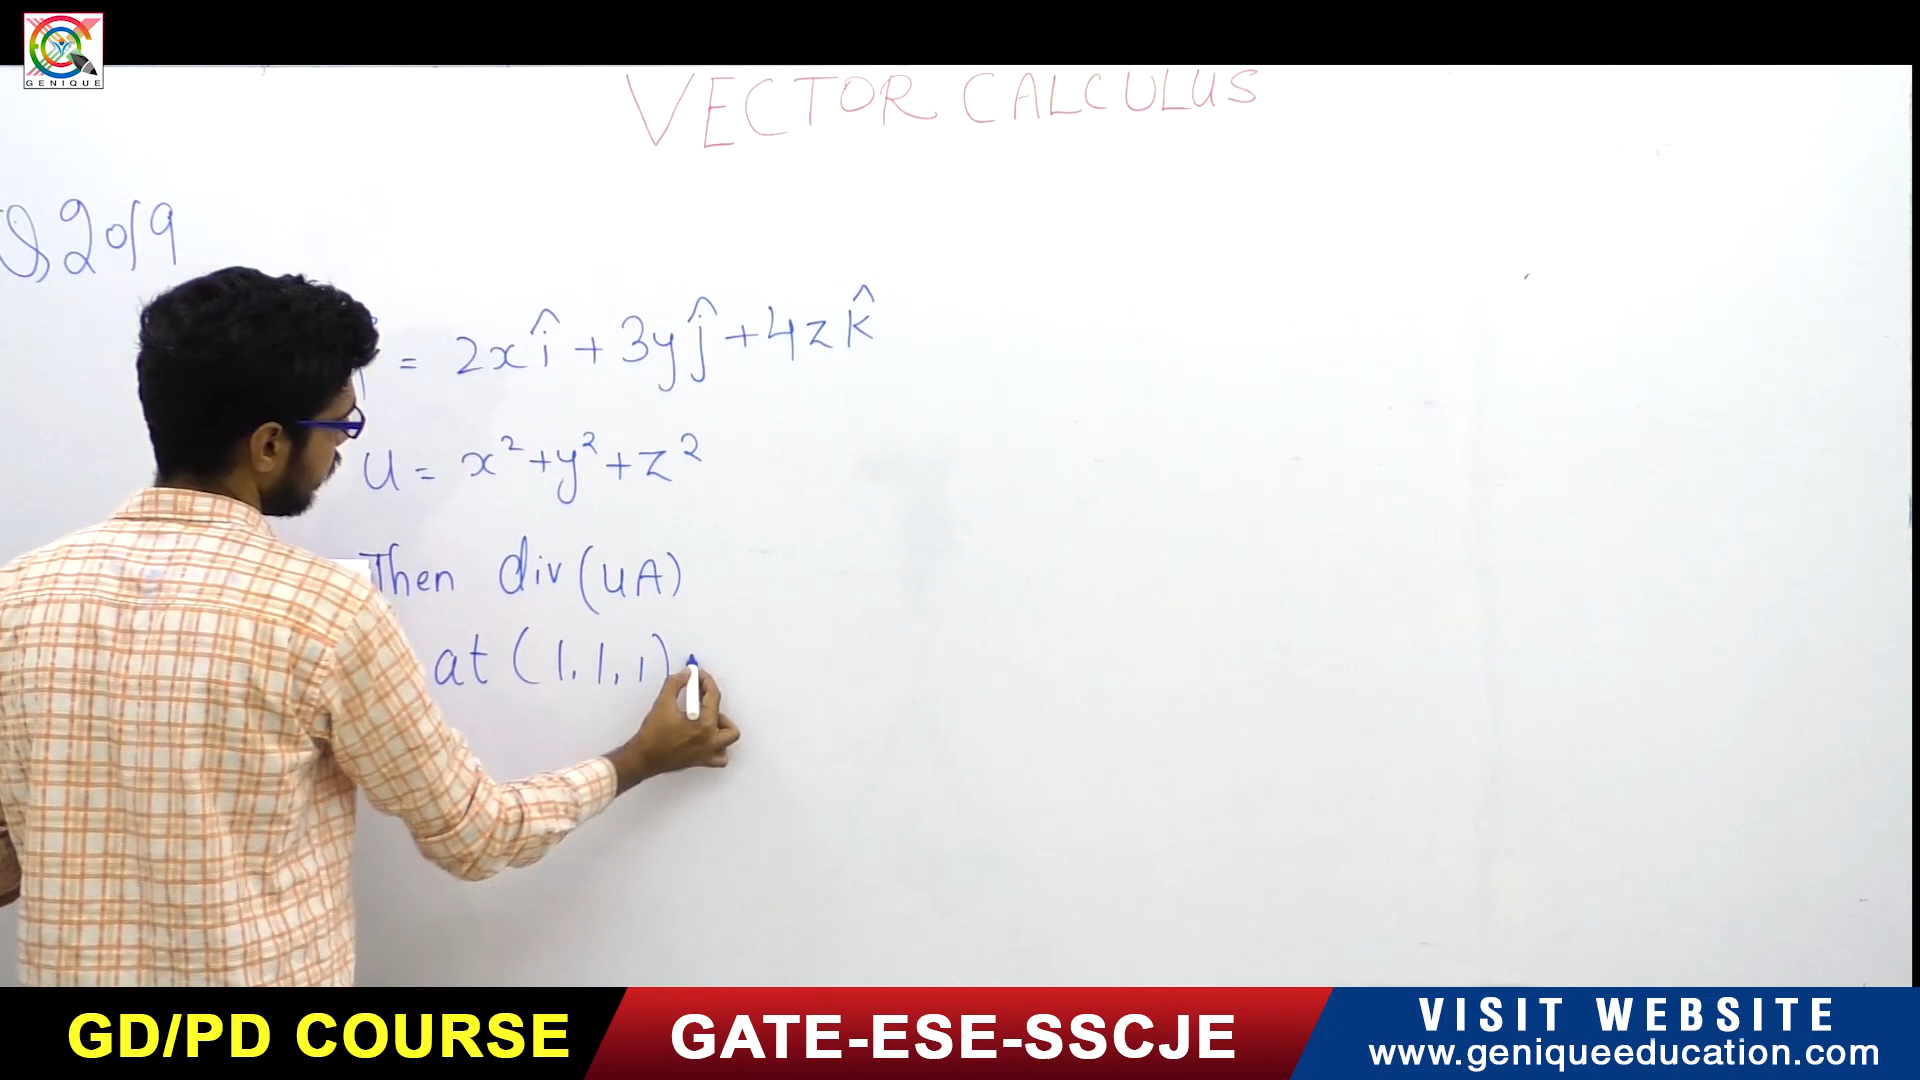 GENIQUE
VECTOR CALCULUS
2019
= 2xî + 3yĵ + 4zk̂
u = x² + y² + z²
Then div (uA)
at (1, 1, 1)
GD/PD COURSE
GATE-ESE-SSCJE
VISIT WEBSITE
www.geniqueeducation.com